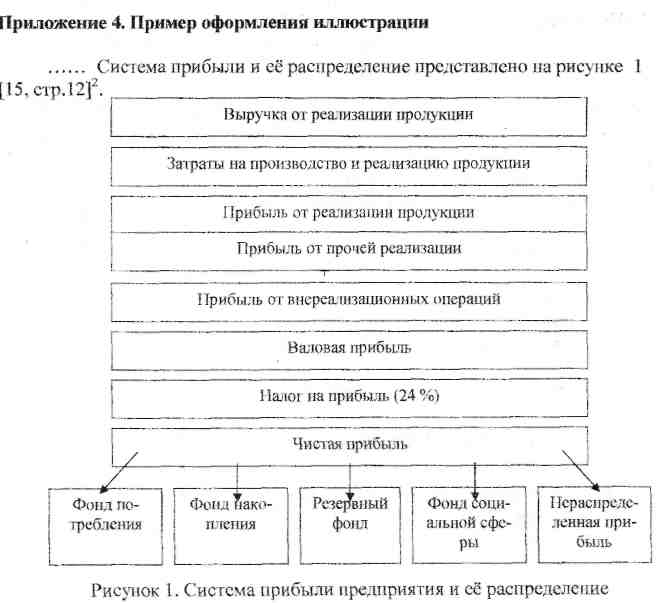 Приложение 4. Пример оформления иллюстрации
…… Система прибыли и её распределение представлено на рисунке 1
[15, стр.12]².
Выручка от реализации продукции
Затраты на производство и реализацию продукции
Прибыль от реализации продукции
Прибыль от прочей реализации
Прибыль от внереализационных операций
Валовая прибыль
Налог на прибыль (24 %)
Чистая прибыль
Фонд по-
требления
Фонд нако-
пления
Резервный
фонд
Фонд соци-
альной сфе-
ры
Нераспреде-
ленная при-
быль
Рисунок 1. Система прибыли предприятия и её распределение